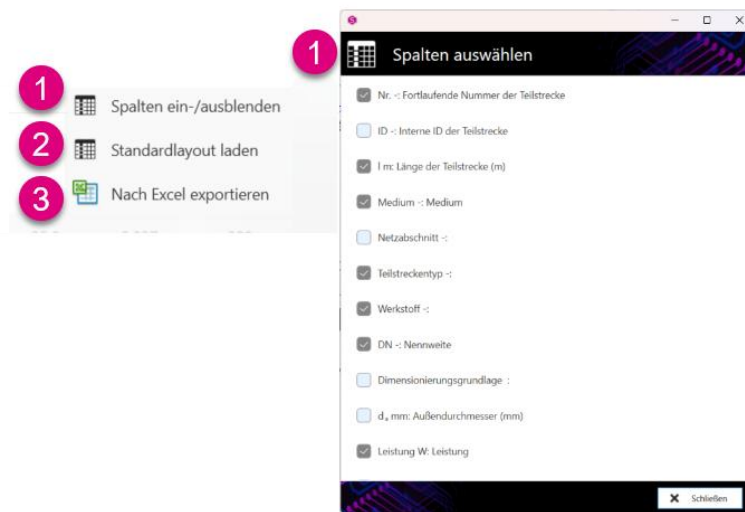 1
Spalten ein-/ausblenden
2
Standardlayout laden
3
Nach Excel exportieren
1
Spalten auswählen
Nr. -: Fortlaufende Nummer der Teilstrecke
ID -: Interne ID der Teilstrecke
l m: Länge der Teilstrecke (m)
Medium -: Medium
Netzabschnitt -:
Teilstreckentyp -:
Werkstoff -:
DN -: Nennweite
Dimensionierungsgrundlage :
dₐ mm: Außendurchmesser (mm)
Leistung W: Leistung
Schließen